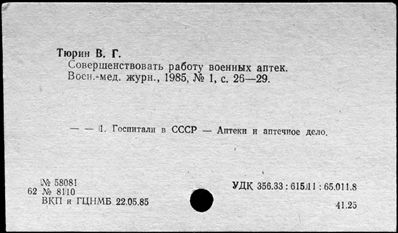 Тюрин В. Г.
Совершенствовать работу военных аптек.
Воен.-мед. журн., 1985, № 1, с. 26—29.
— — 1. Госпитали в СССР — Аптеки и аптечное дело.
№ 58081
62 № 8110
ВКП и ГЦНМБ 22.05.85
УДК 356.33 : 615.11 : 65.011.8
41.25